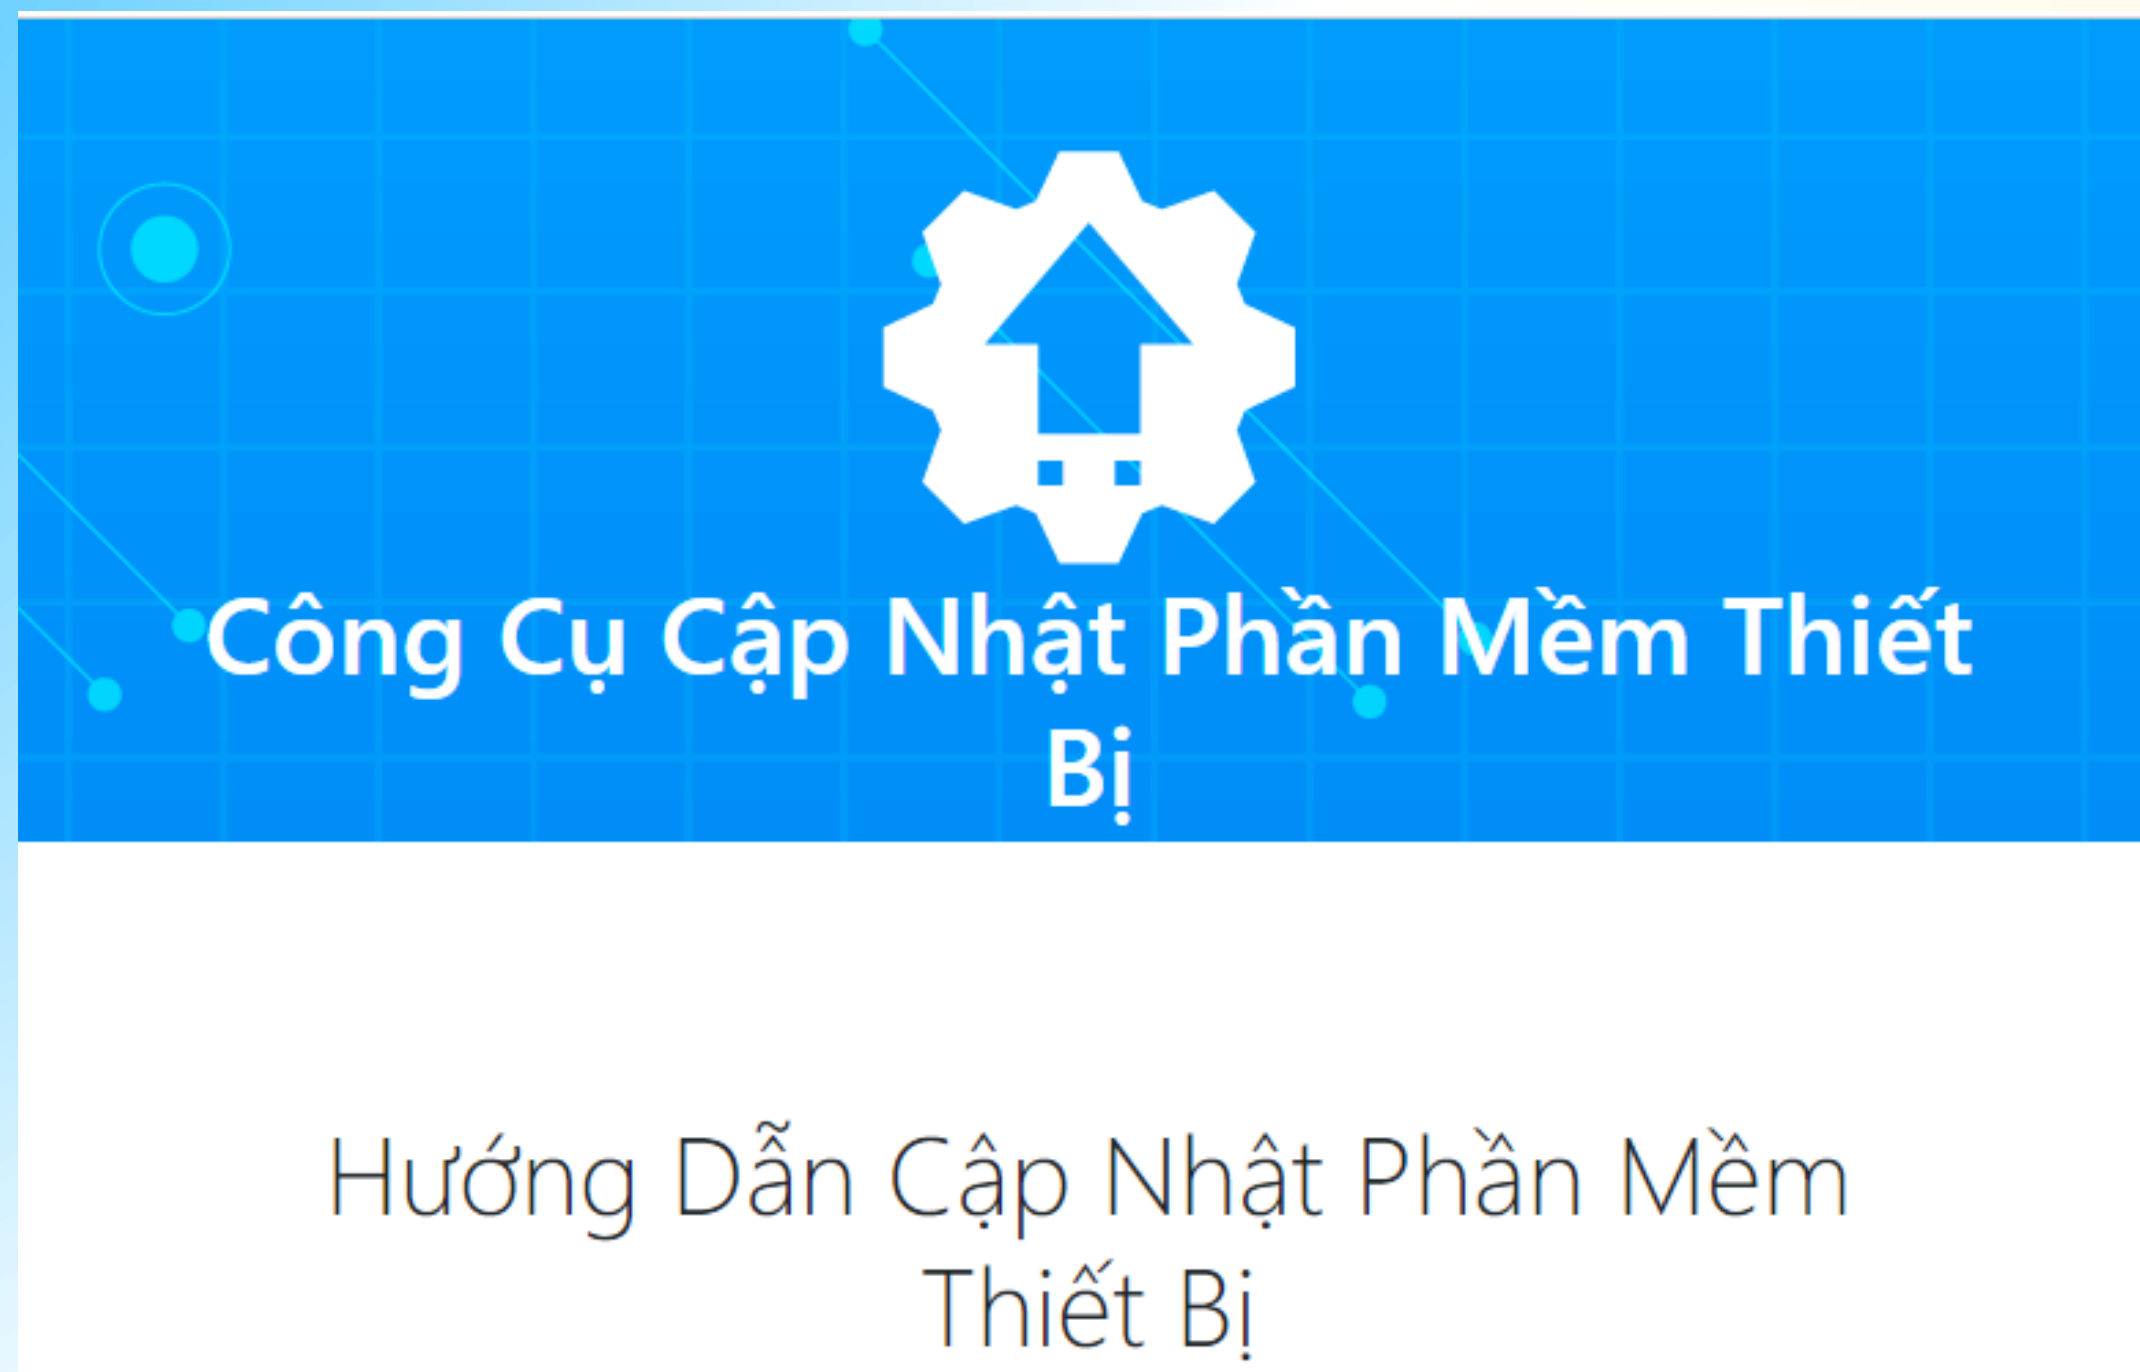 Công Cụ Cập Nhật Phần Mềm Thiết
Bị
Hướng Dẫn Cập Nhật Phần Mềm
Thiết Bị